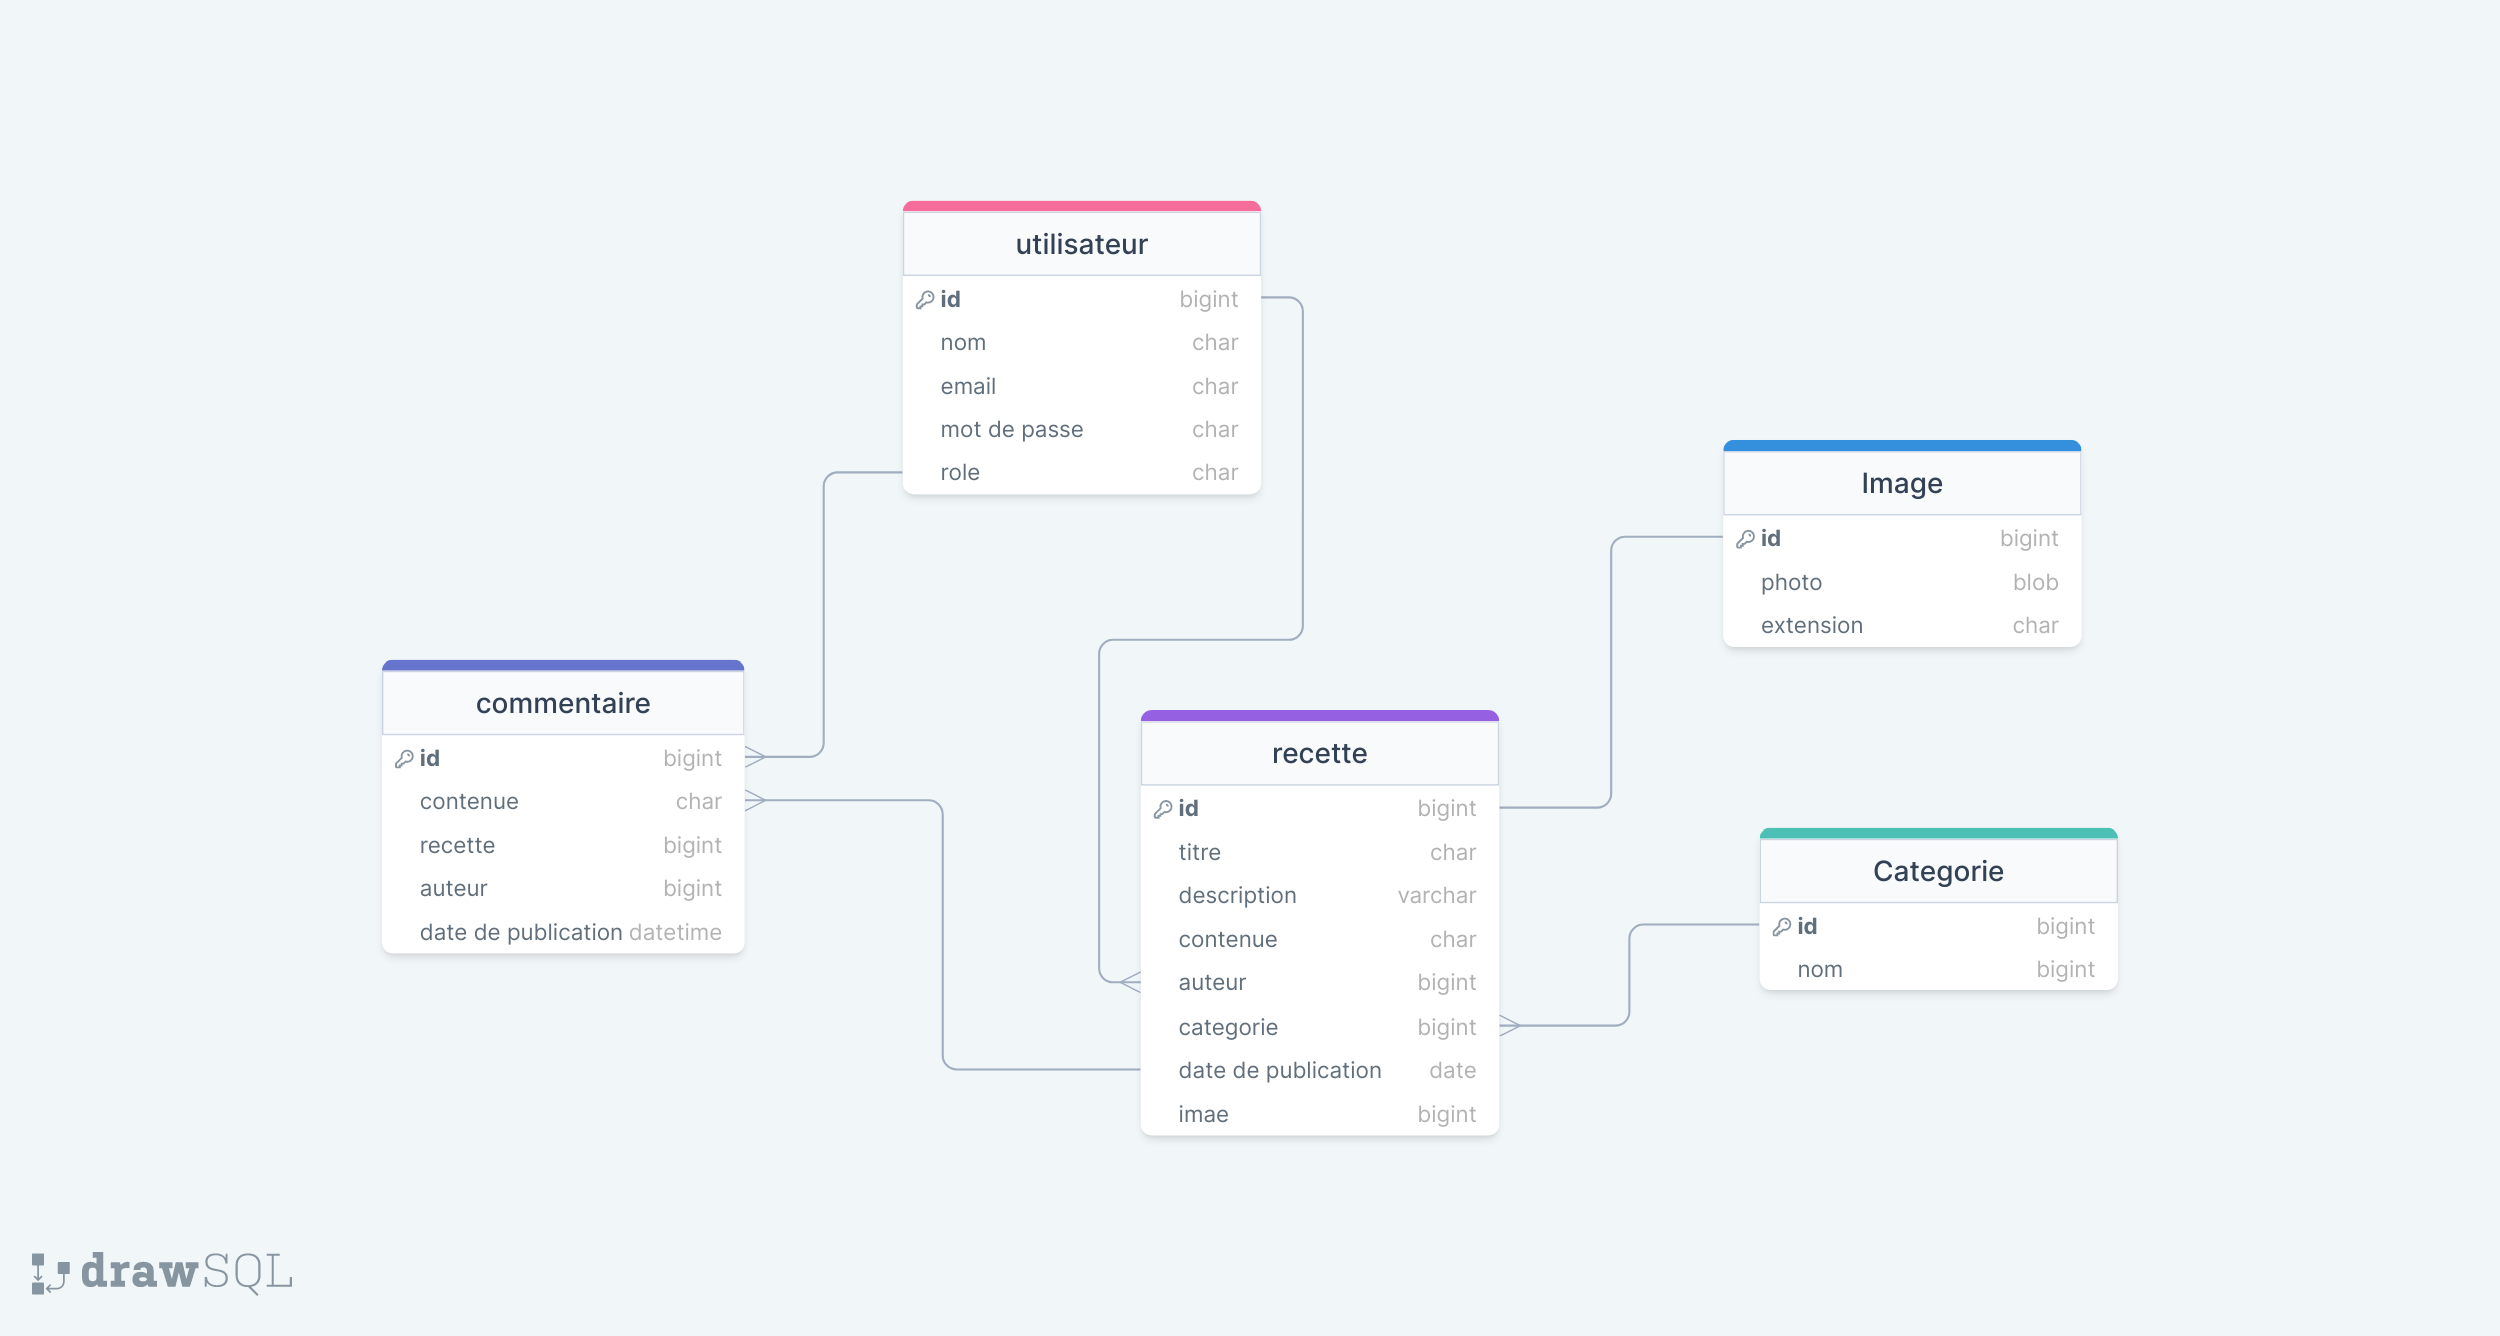 utilisateur
id bigint
nom char
email char
mot de passe char
role char
Image
id bigint
photo blob
extension char
commentaire
id bigint
contenue char
recette bigint
auteur bigint
date de publication datetime
recette
id bigint
titre char
description varchar
contenue char
auteur bigint
categorie bigint
date de publication date
imae bigint
Categorie
id bigint
nom bigint
drawSQL